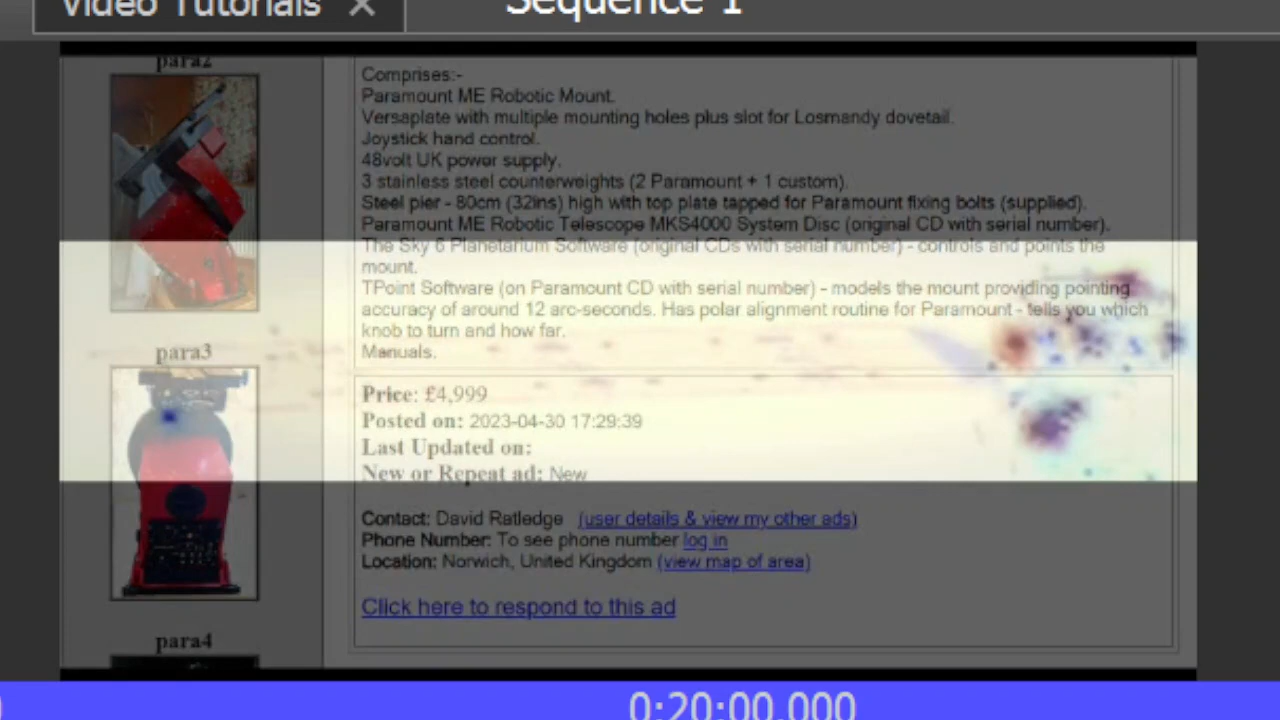 Video Tutorials
Sequence 1
para2
Comprises:-
Paramount ME Robotic Mount.
Versaplate with multiple mounting holes plus slot for Losmandy dovetail.
Joystick hand control.
48volt UK power supply.
3 stainless steel counterweights (2 Paramount + 1 custom).
Steel pier - 80cm (32ins) high with top plate tapped for Paramount fixing bolts (supplied).
Paramount ME Robotic Telescope MKS4000 System Disc (original CD with serial number).
The Sky 6 Planetarium Software (original CDs with serial number) - controls and points the
mount.
TPoint Software (on Paramount CD with serial number) - models the mount providing pointing
accuracy of around 12 arc-seconds. Has polar alignment routine for Paramount - tells you which
knob to turn and how far.
Manuals.
para3
Price: £4,999
Posted on: 2023-04-30 17:29:39
Last Updated on:
New or Repeat ad: New
Contact: David Ratledge (user details & view my other ads)
Phone Number: To see phone number log in
Location: Norwich, United Kingdom (view map of area)
Click here to respond to this ad
para4
0:20:00.000